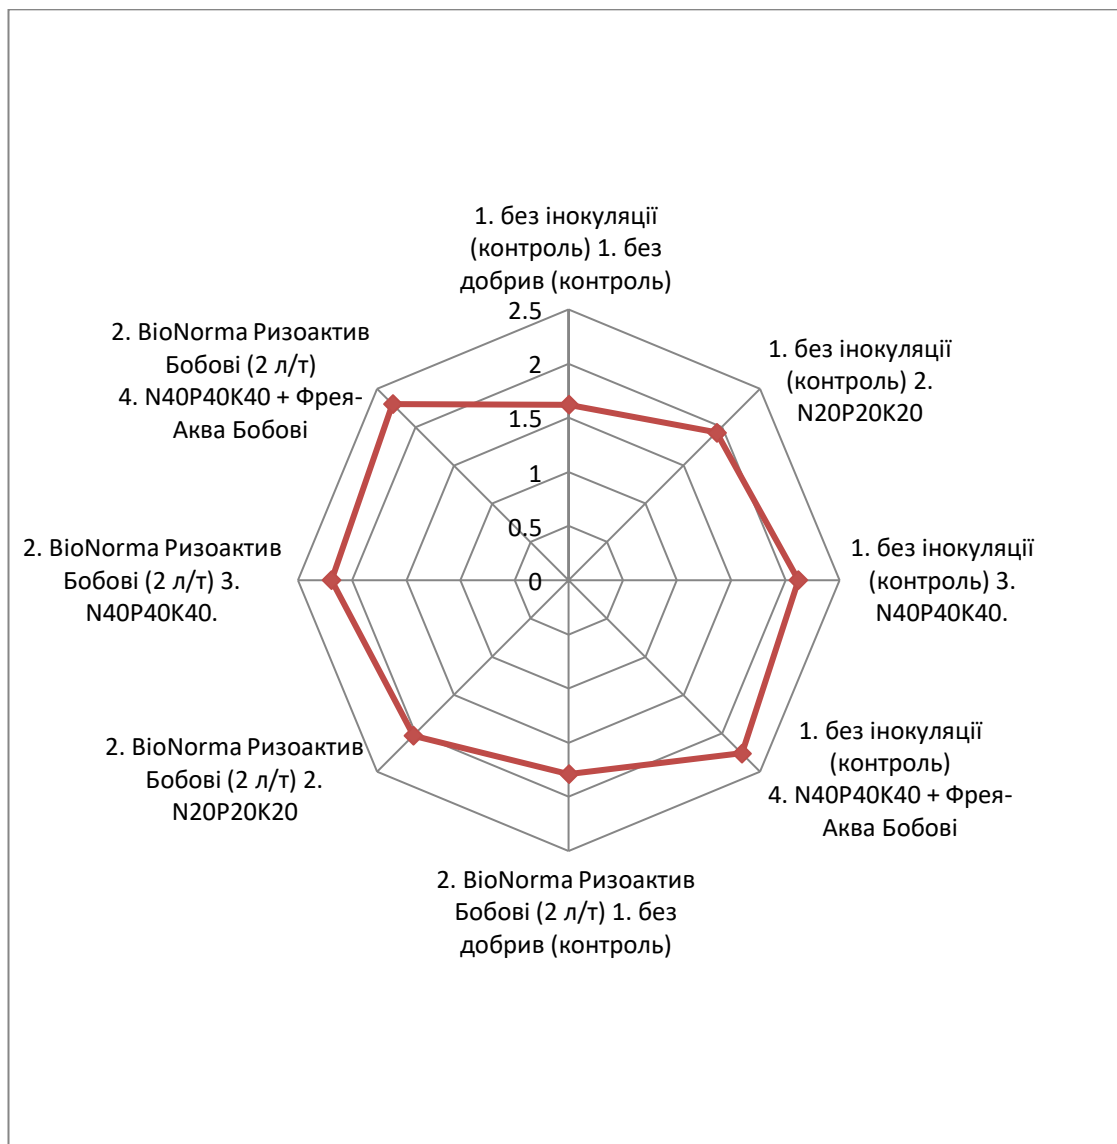 1. без інокуляції
(контроль) 1. без
добрив (контроль)
1. без інокуляції
(контроль) 2.
N20P20K20
1. без інокуляції
(контроль) 3.
N40P40K40.
1. без інокуляції
(контроль)
4. N40P40K40 + Фрея-
Аква Бобові
2. BioNorma Ризоактив
Бобові (2 л/т) 1. без
добрив (контроль)
2. BioNorma Ризоактив
Бобові (2 л/т) 2.
N20P20K20
2. BioNorma Ризоактив
Бобові (2 л/т) 3.
N40P40K40.
2. BioNorma Ризоактив
Бобові (2 л/т)
4. N40P40K40 + Фрея-
Аква Бобові
2.5
2
1.5
1
0.5
0